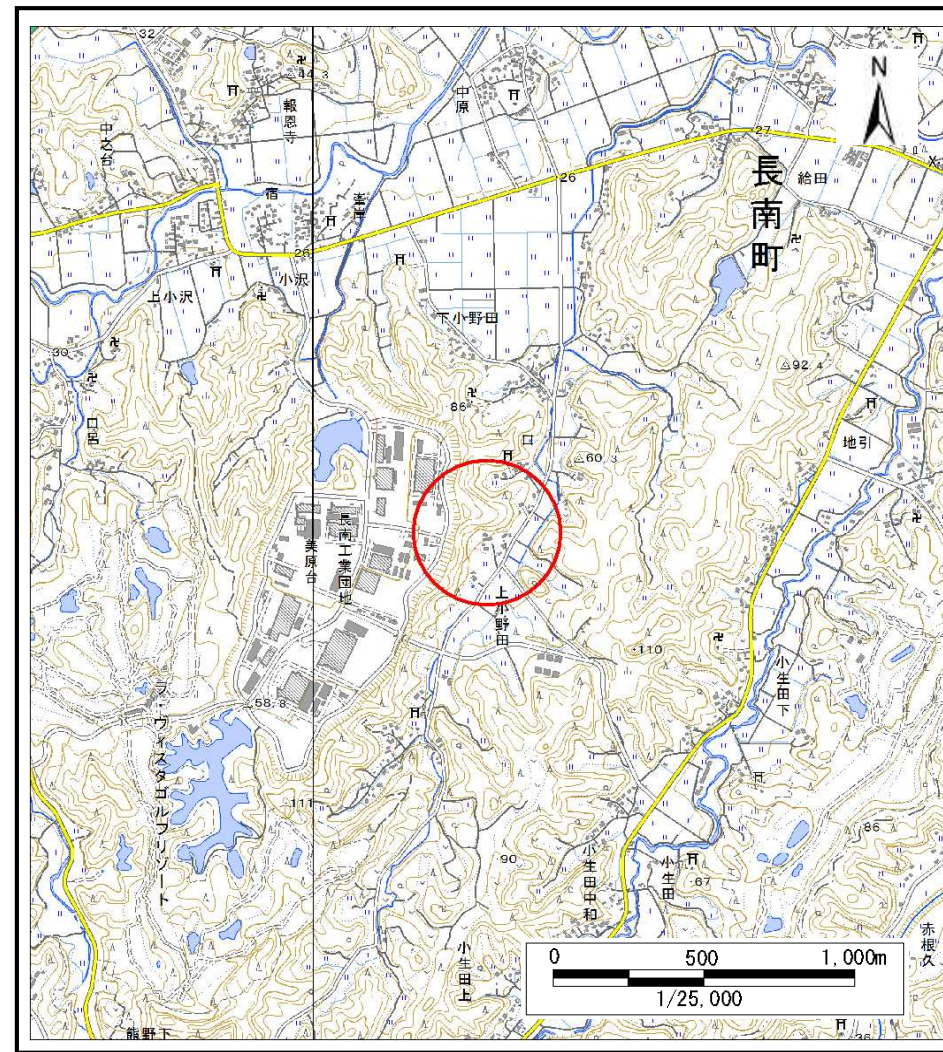 32
44.3
報恩寺
中之台
宿
峯岸
中原
50
26
27
N
長南町
給田
26
小沢
上小沢
30
下小野田
92.4
86
口
地引
60.3
長南工業団地
美原台
上小野田
110
小生田下
58.8
ラ・ヴィスタゴルフリゾート
111
90
小生田中和
小生田
67
86
赤根久
小生田上
0 500 1,000m
1/25,000
熊野下
36